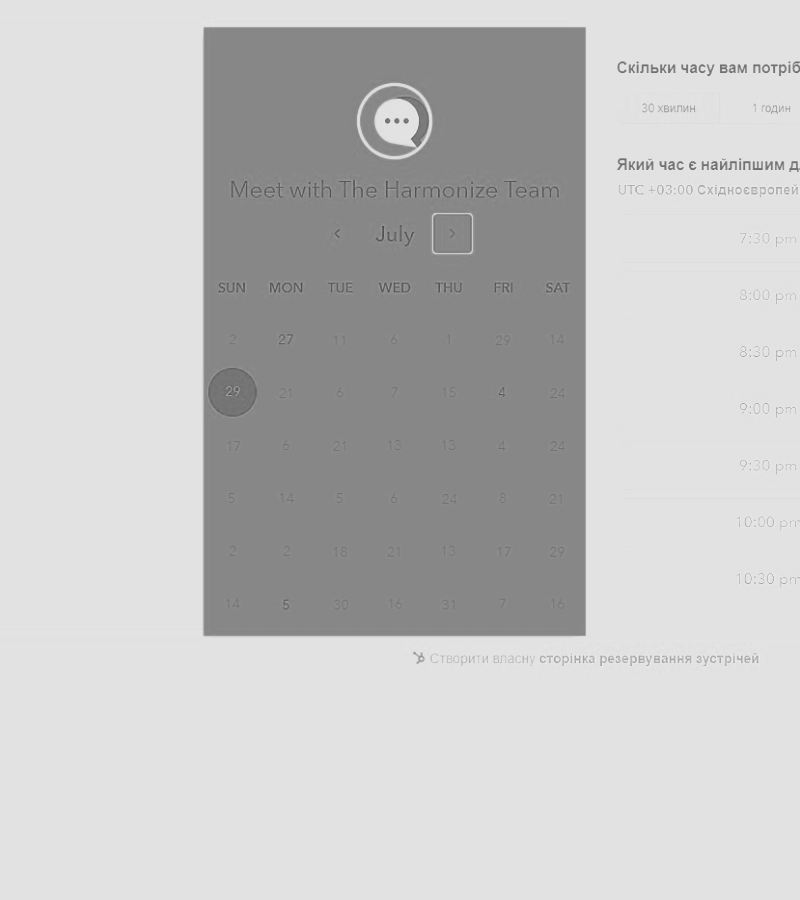 Meet with The Harmonize Team
July
SUN MON TUE WED THU FRI SAT
2 27 11 6 1 29 14
29 21 6 7 15 4 24
17 6 21 13 13 4 24
5 14 5 6 24 8 21
2 2 18 21 13 17 29
14 5 30 16 31 7 16
Скільки часу вам потріб
30 хвилин 1 годин
Який час є найліпшим д
UTC +03:00 Східноєвропей
7:30 pm
8:00 pm
8:30 pm
9:00 pm
9:30 pm
10:00 pm
10:30 pm
Створити власну сторінка резервування зустрічей